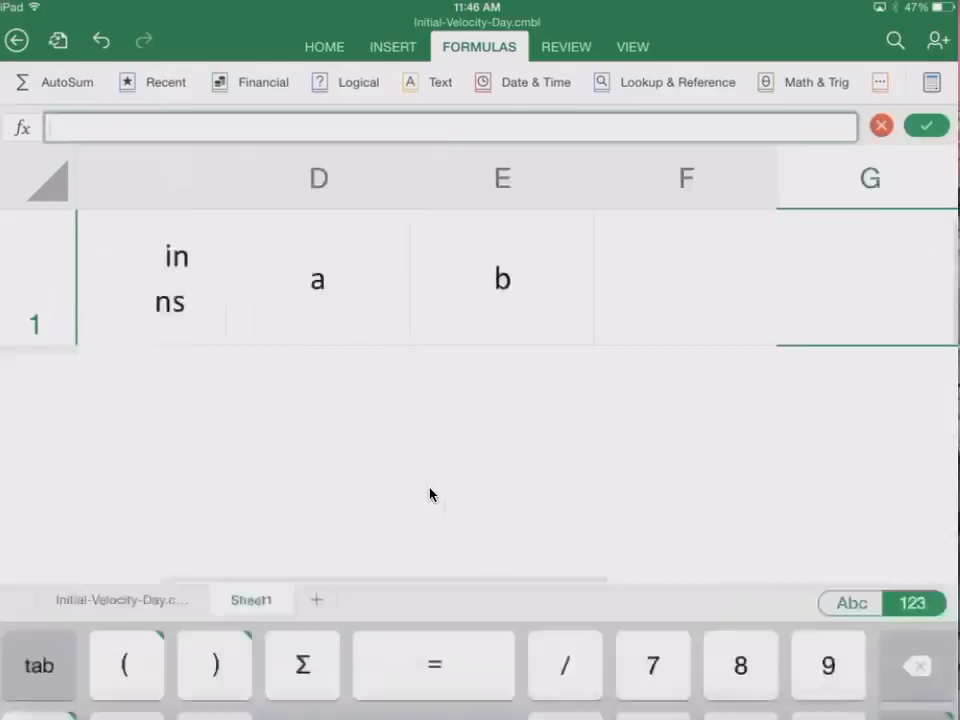 iPad 11:46 AM 47%
Initial-Velocity-Day.cmbl
HOME INSERT FORMULAS REVIEW VIEW
Σ AutoSum Recent Financial ? Logical A Text Date & Time Lookup & Reference θ Math & Trig ...
fx
D E F G
in
ns a b
1
Initial-Velocity-Day.c... Sheet1 +
Abc 123
tab ( ) Σ = / 7 8 9